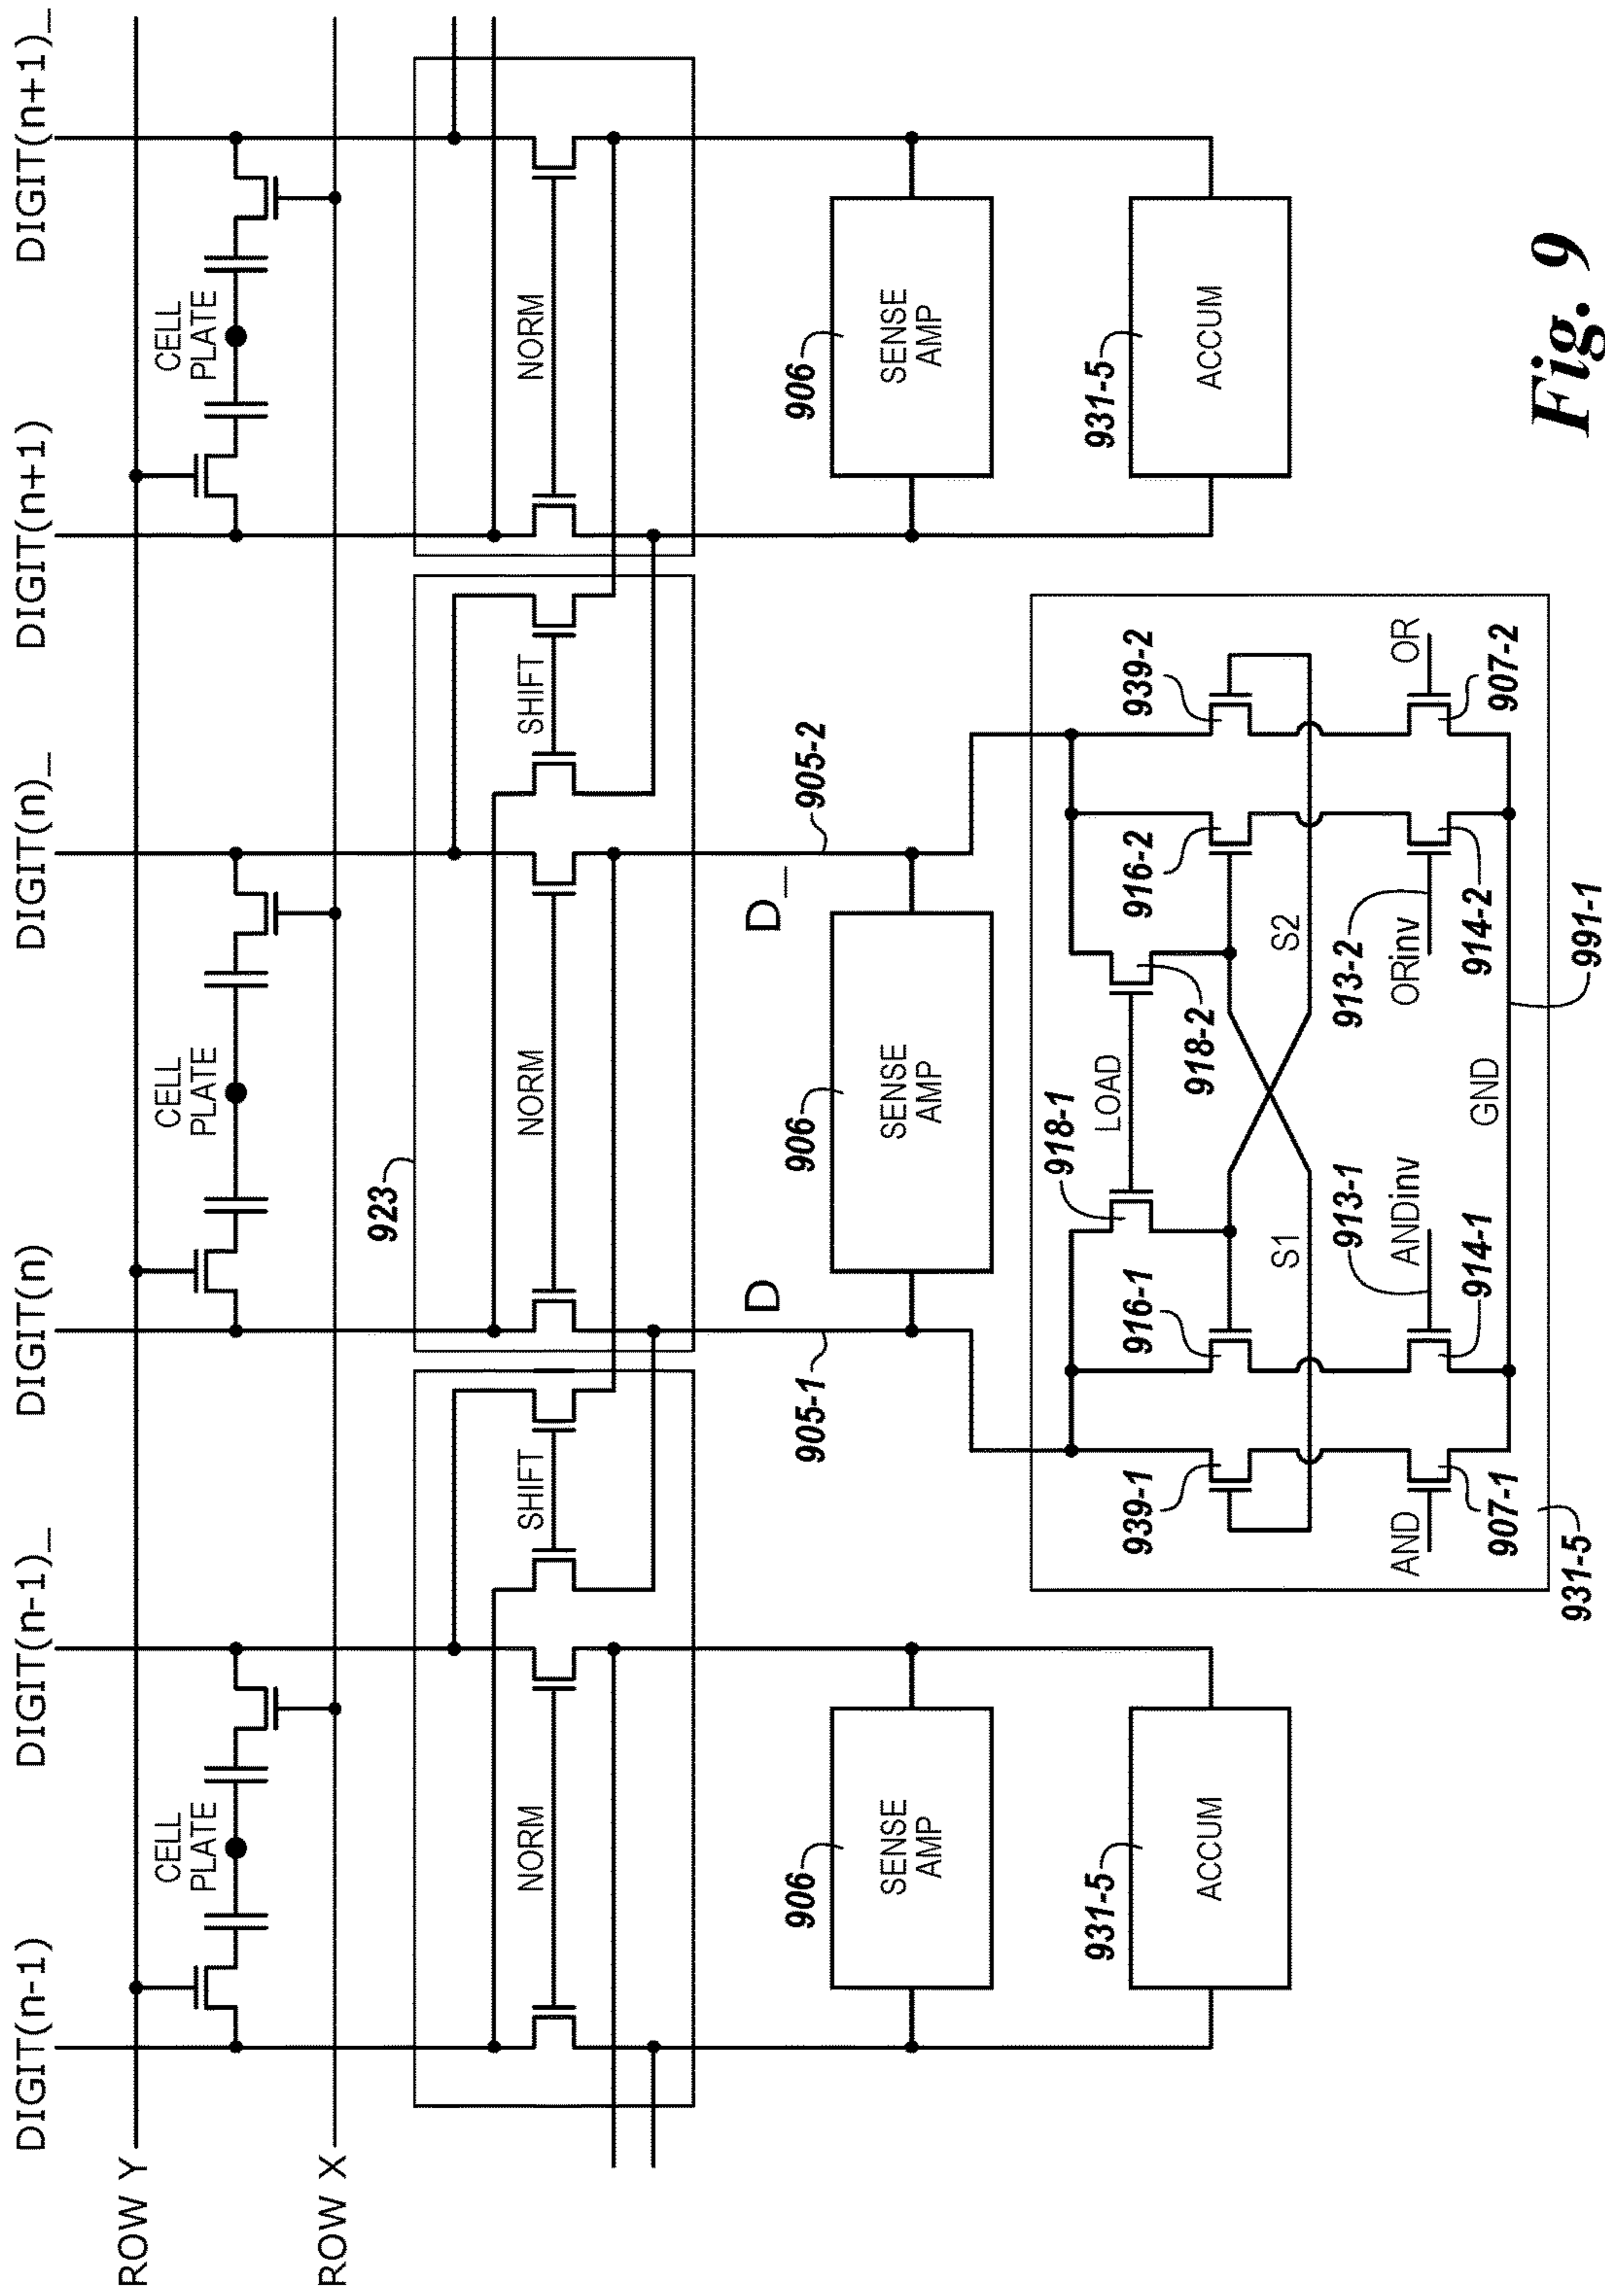 DIGIT(n-1)
DIGIT(n-1)_
DIGIT(n)
DIGIT(n)_
DIGIT(n+1)
DIGIT(n+1)_
ROW Y
CELL
PLATE
CELL
PLATE
CELL
PLATE
ROW X
923
NORM
SHIFT
NORM
SHIFT
NORM
D
D_
905-1
905-2
906
SENSE
AMP
906
SENSE
AMP
906
SENSE
AMP
931-5
ACCUM
931-5
ACCUM
918-1
LOAD
918-2
939-1
916-1
916-2
939-2
S1
S2
913-1
ANDinv
913-2
ORinv
AND
OR
907-1
914-1
GND
914-2
907-2
931-5
991-1
Fig. 9